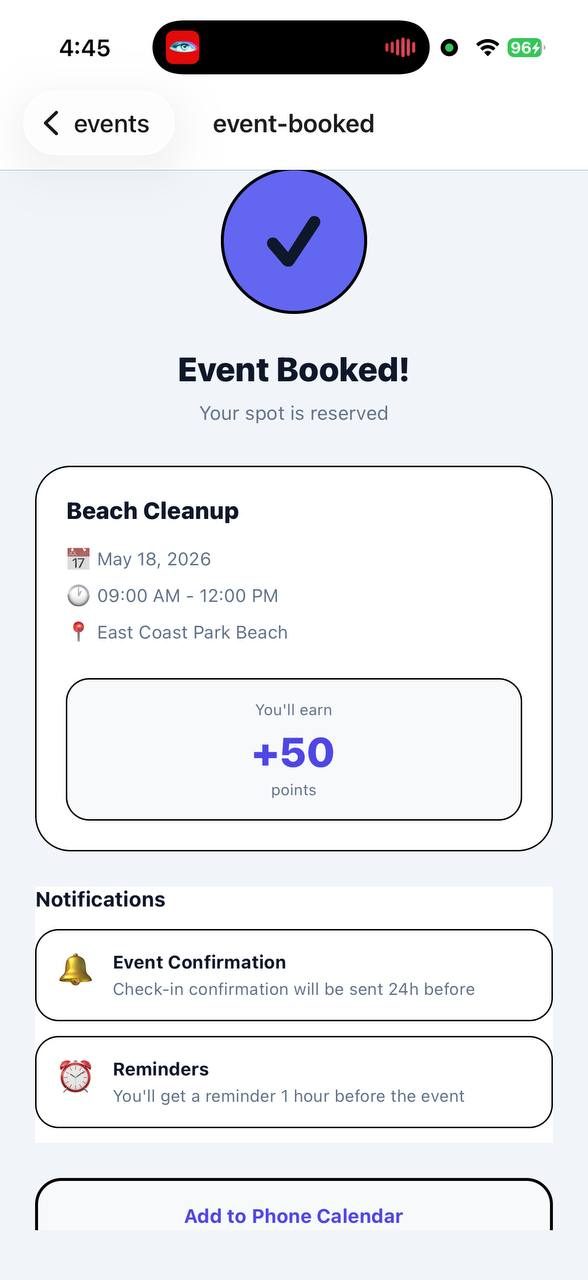 4:45
96
events
event-booked
Event Booked!
Your spot is reserved
Beach Cleanup
17
May 18, 2026
09:00 AM - 12:00 PM
East Coast Park Beach
You'll earn
+50
points
Notifications
Event Confirmation
Check-in confirmation will be sent 24h before
Reminders
You'll get a reminder 1 hour before the event
Add to Phone Calendar